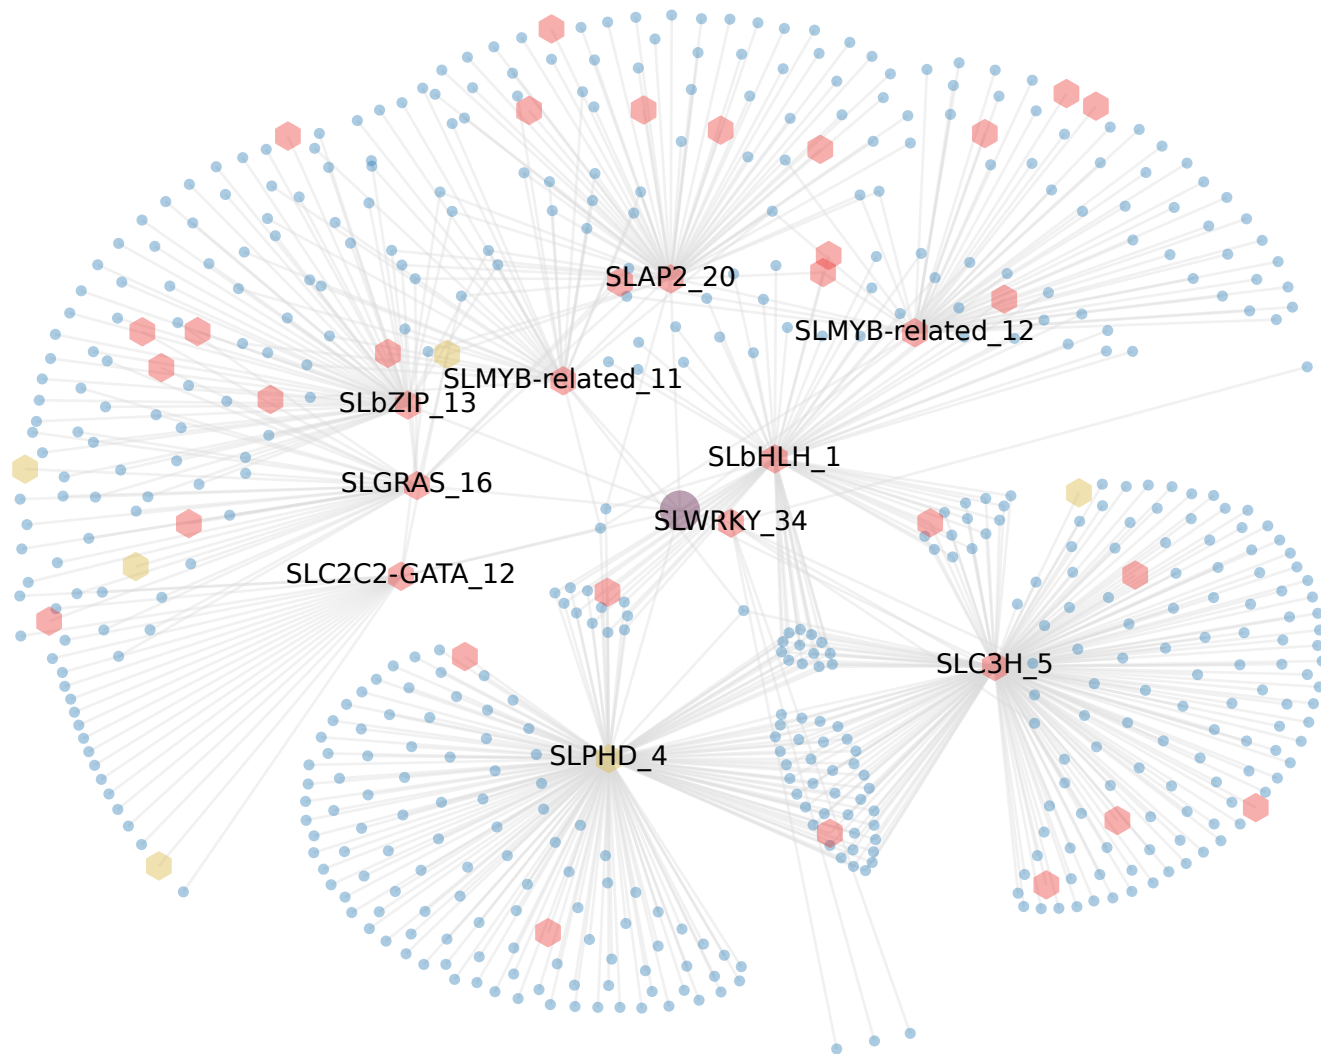 SLAP2_20
SLMYB-related_12
SLMYB-related_11
SLbZIP_13
SLbHLH_1
SLGRAS_16
SLWRKY_34
SLC2C2-GATA_12
SLC3H_5
SLPHD_4